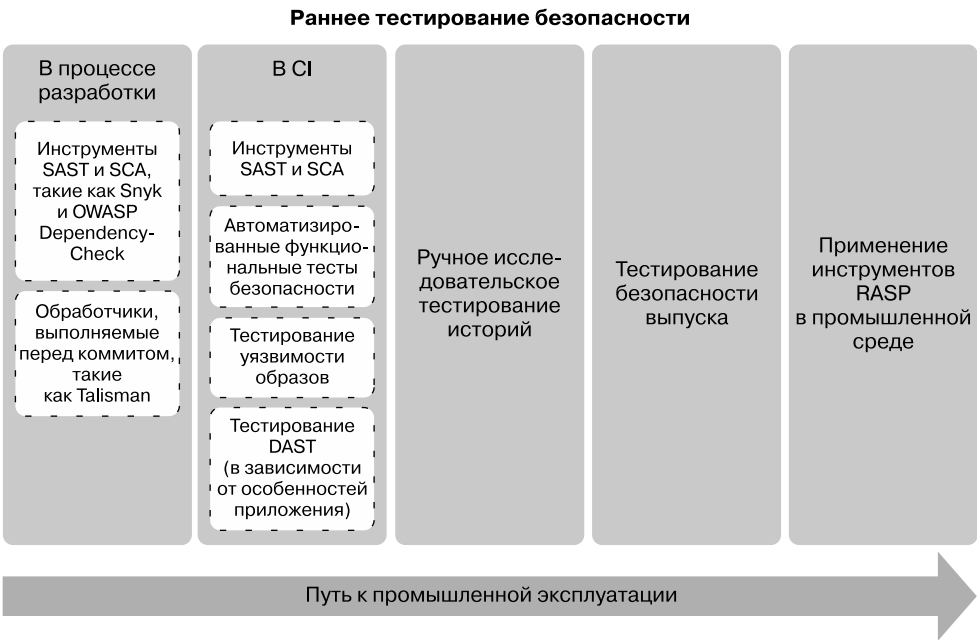 Раннее тестирование безопасности
В процессе
разработки
Инструменты
SAST и SCA,
такие как Snyk
и OWASP
Dependency-
Check
Обработчики,
выполняемые
перед коммитом,
такие
как Talisman
В CI
Инструменты
SAST и SCA
Автоматизиро-
ванные функцио-
нальные тесты
безопасности
Тестирование
уязвимости
образов
Тестирование
DAST
(в зависимости
от особенностей
приложения)
Ручное иссле-
довательское
тестирование
историй
Тестирование
безопасности
выпуска
Применение
инструментов
RASP
в промышленной
среде
Путь к промышленной эксплуатации